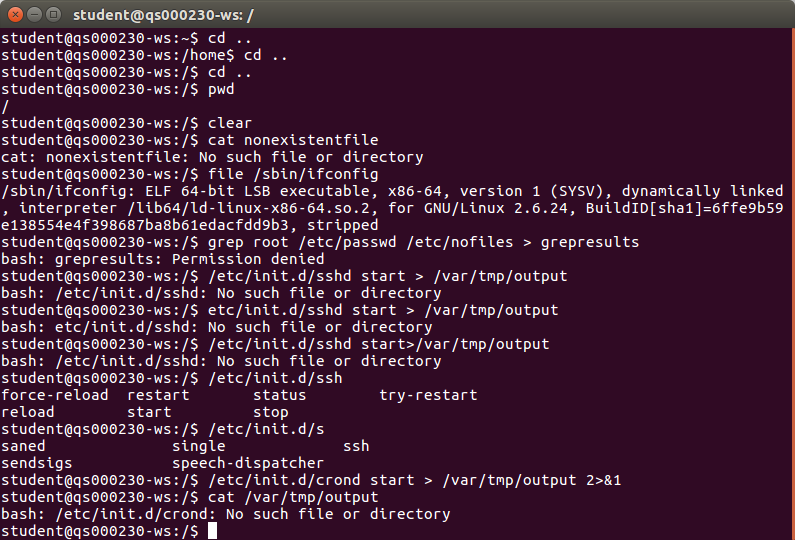 student@qs000230-ws: /
student@qs000230-ws:~$ cd ..
student@qs000230-ws:/home$ cd ..
student@qs000230-ws:/$ cd ..
student@qs000230-ws:/$ pwd
/
student@qs000230-ws:/$ clear
student@qs000230-ws:/$ cat nonexistentfile
cat: nonexistentfile: No such file or directory
student@qs000230-ws:/$ file /sbin/ifconfig
/sbin/ifconfig: ELF 64-bit LSB executable, x86-64, version 1 (SYSV), dynamically linked
, interpreter /lib64/ld-linux-x86-64.so.2, for GNU/Linux 2.6.24, BuildID[sha1]=6ffe9b59
e138554e4f398687ba8b61edacfdd9b3, stripped
student@qs000230-ws:/$ grep root /etc/passwd /etc/nofiles > grepresults
bash: grepresults: Permission denied
student@qs000230-ws:/$ /etc/init.d/sshd start > /var/tmp/output
bash: /etc/init.d/sshd: No such file or directory
student@qs000230-ws:/$ etc/init.d/sshd start > /var/tmp/output
bash: etc/init.d/sshd: No such file or directory
student@qs000230-ws:/$ /etc/init.d/sshd start>/var/tmp/output
bash: /etc/init.d/sshd: No such file or directory
student@qs000230-ws:/$ /etc/init.d/ssh
force-reload  restart       status        try-restart
reload        start         stop
student@qs000230-ws:/$ /etc/init.d/s
saned              single             ssh
sendsigs           speech-dispatcher
student@qs000230-ws:/$ /etc/init.d/crond start > /var/tmp/output 2>&1
student@qs000230-ws:/$ cat /var/tmp/output
bash: /etc/init.d/crond: No such file or directory
student@qs000230-ws:/$